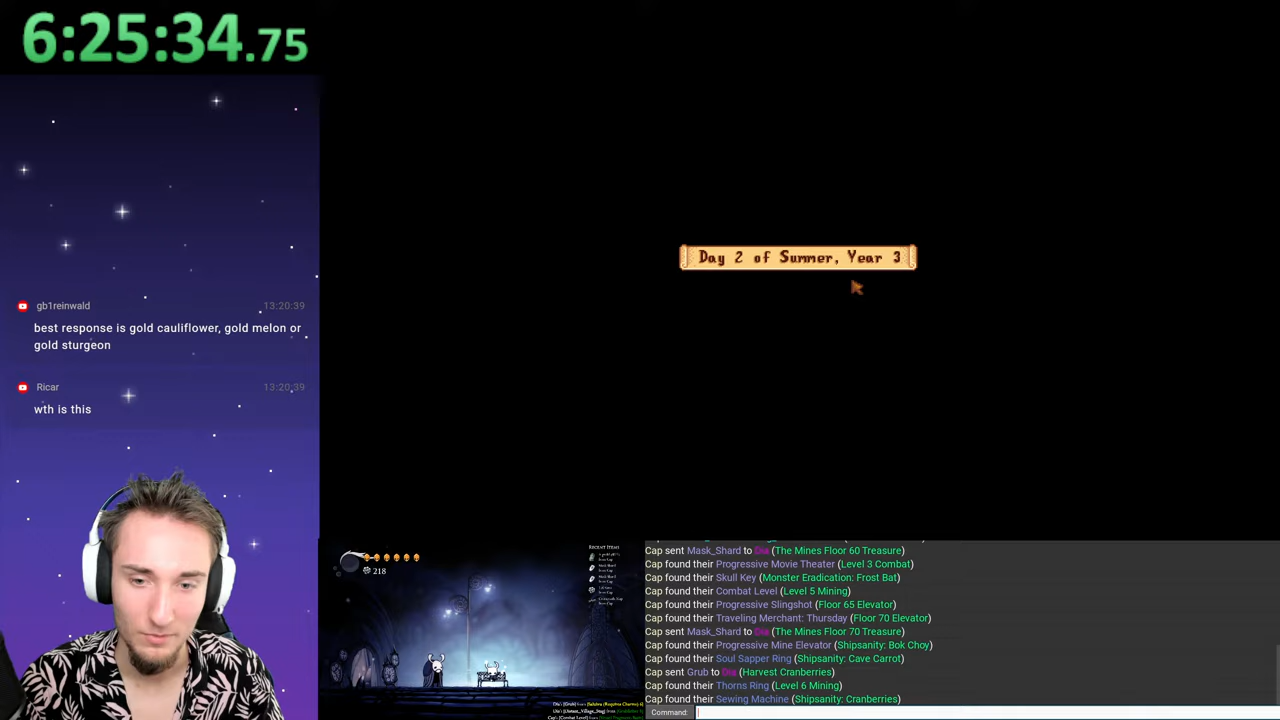 6:25:34.75
gb1reinwald 13:20:39
best response is gold cauliflower, gold melon or
gold sturgeon
Ricar 13:20:39
wth is this
Day 2 of Summer, Year 3
218
RECENT ITEMS
Cap sent Mask_Shard to Dia (The Mines Floor 60 Treasure)
Cap found their Progressive Movie Theater (Level 3 Combat)
Cap found their Skull Key (Monster Eradication: Frost Bat)
Cap found their Combat Level (Level 5 Mining)
Cap found their Progressive Slingshot (Floor 65 Elevator)
Cap found their Traveling Merchant: Thursday (Floor 70 Elevator)
Cap sent Mask_Shard to Dia (The Mines Floor 70 Treasure)
Cap found their Progressive Mine Elevator (Shipsanity: Bok Choy)
Cap found their Soul Sapper Ring (Shipsanity: Cave Carrot)
Cap sent Grub to Dia (Harvest Cranberries)
Cap found their Thorns Ring (Level 6 Mining)
Cap found their Sewing Machine (Shipsanity: Cranberries)
Command: